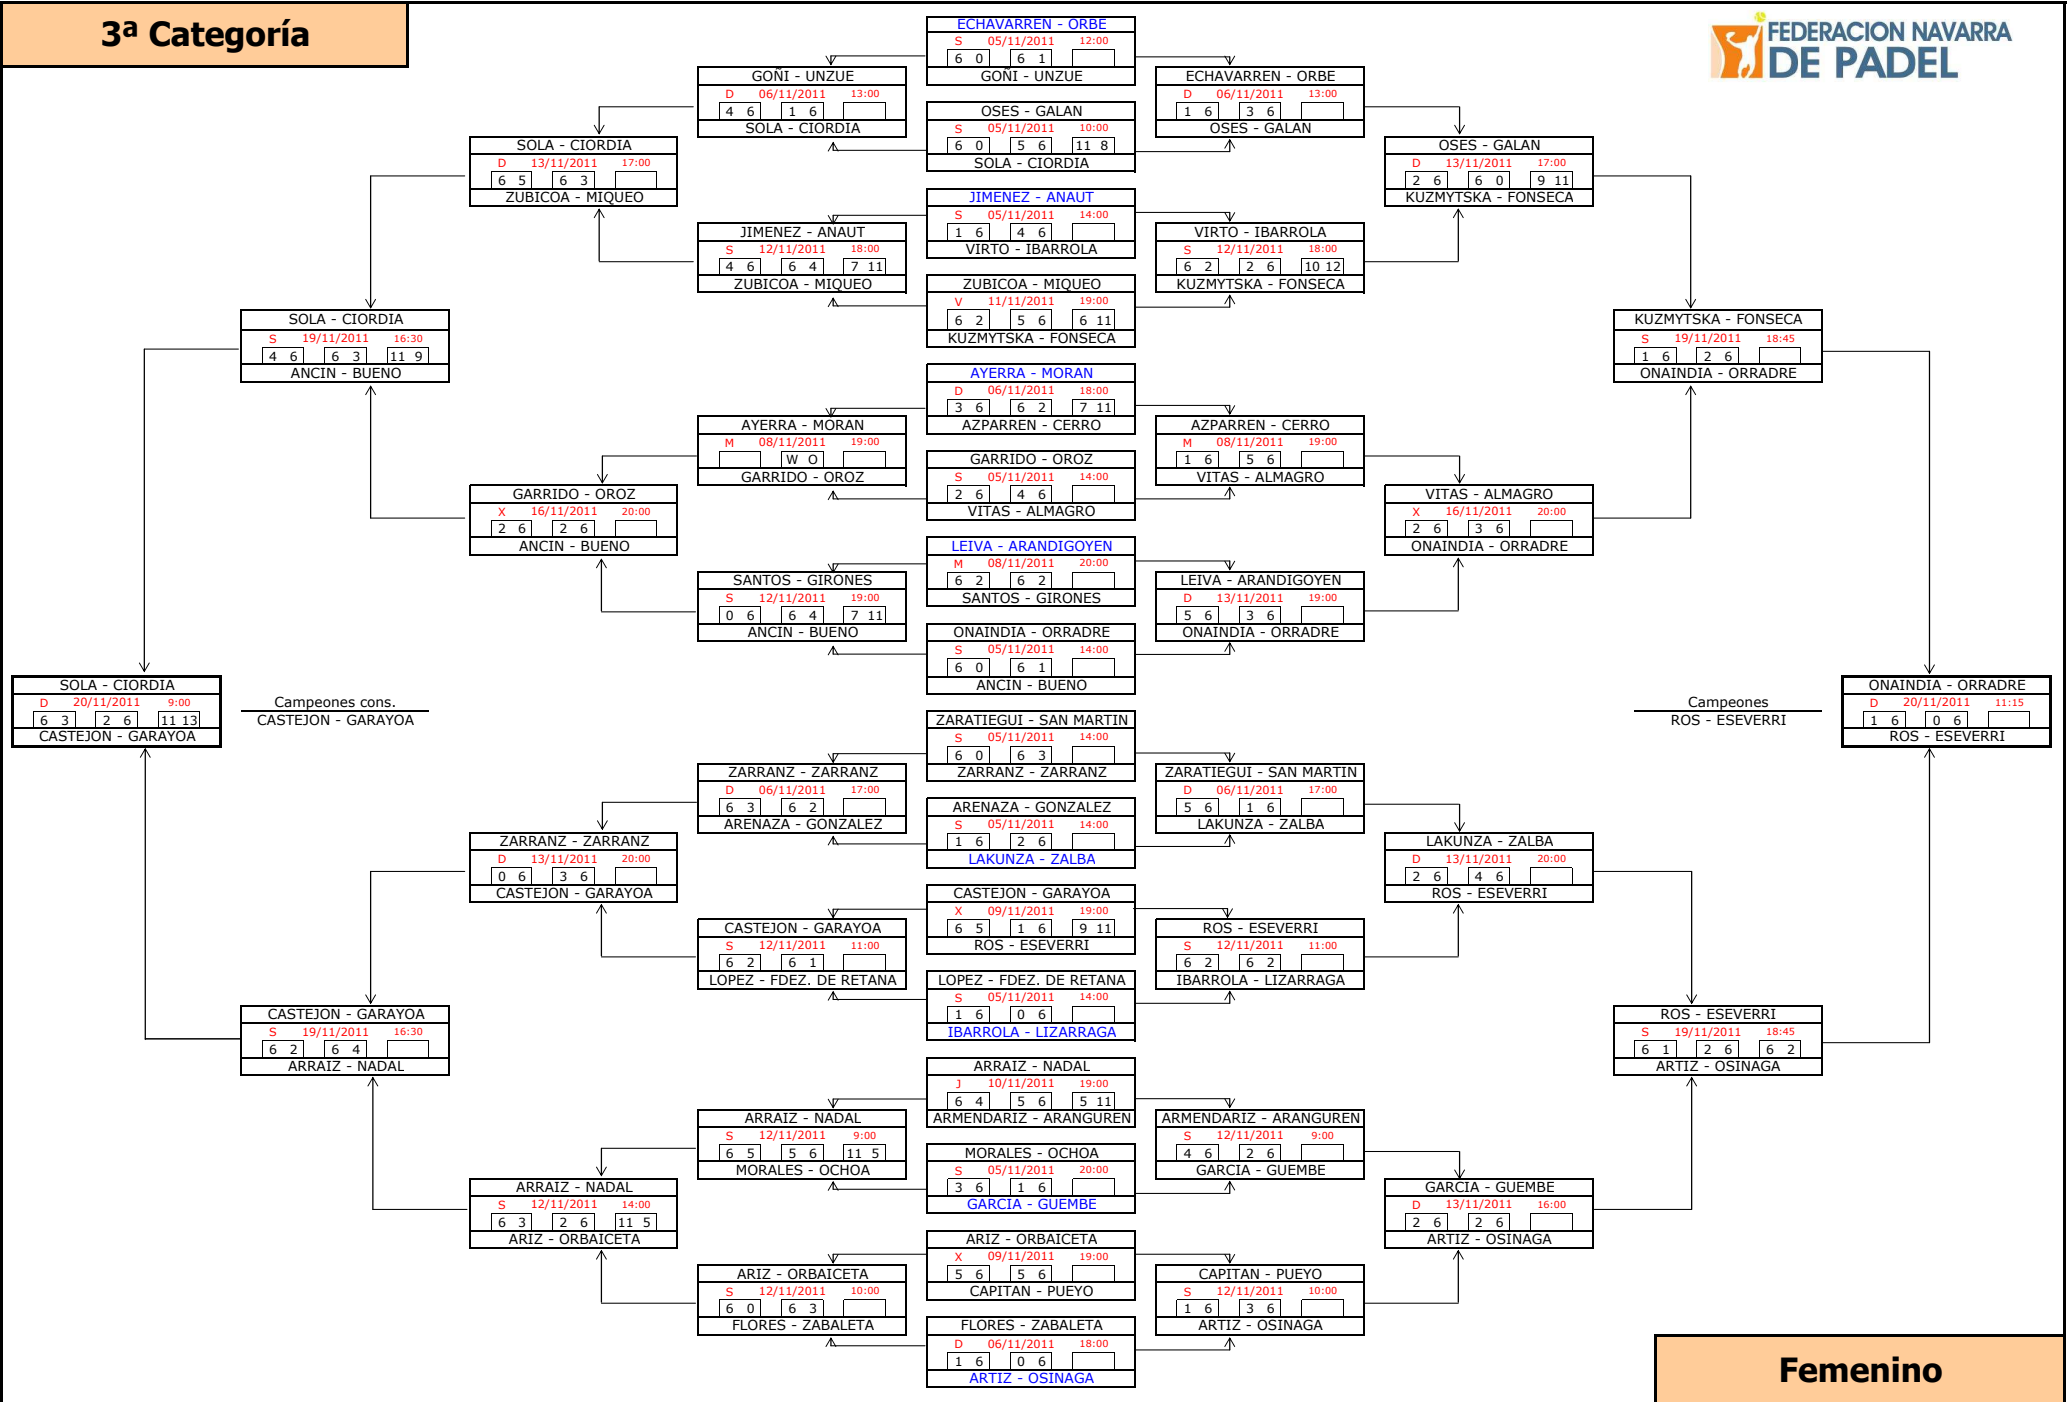 3ª Categoría
FEDERACION NAVARRA
DE PADEL
ECHAVARREN - ORBE
S 05/11/2011 12:00
6 0 6 1
GOÑI - UNZUE
GOÑI - UNZUE
D 06/11/2011 13:00
4 6 1 6
SOLA - CIORDIA
ECHAVARREN - ORBE
D 06/11/2011 13:00
1 6 3 6
OSES - GALAN
OSES - GALAN
S 05/11/2011 10:00
6 0 5 6 11 8
SOLA - CIORDIA
SOLA - CIORDIA
D 13/11/2011 17:00
6 5 6 3
ZUBICOA - MIQUEO
OSES - GALAN
D 13/11/2011 17:00
2 6 6 0 9 11
KUZMYTSKA - FONSECA
JIMENEZ - ANAUT
S 05/11/2011 14:00
1 6 4 6
VIRTO - IBARROLA
JIMENEZ - ANAUT
S 12/11/2011 18:00
4 6 6 4 7 11
ZUBICOA - MIQUEO
VIRTO - IBARROLA
S 12/11/2011 18:00
6 2 2 6 10 12
KUZMYTSKA - FONSECA
ZUBICOA - MIQUEO
V 11/11/2011 19:00
6 2 5 6 6 11
KUZMYTSKA - FONSECA
SOLA - CIORDIA
S 19/11/2011 16:30
4 6 6 3 11 9
ANCIN - BUENO
KUZMYTSKA - FONSECA
S 19/11/2011 18:45
1 6 2 6
ONAINDIA - ORRADRE
AYERRA - MORAN
D 06/11/2011 18:00
3 6 6 2 7 11
AZPARREN - CERRO
AYERRA - MORAN
M 08/11/2011 19:00
W O
GARRIDO - OROZ
AZPARREN - CERRO
M 08/11/2011 19:00
1 6 5 6
VITAS - ALMAGRO
GARRIDO - OROZ
S 05/11/2011 14:00
2 6 4 6
VITAS - ALMAGRO
GARRIDO - OROZ
X 16/11/2011 20:00
2 6 2 6
ANCIN - BUENO
VITAS - ALMAGRO
X 16/11/2011 20:00
2 6 3 6
ONAINDIA - ORRADRE
LEIVA - ARANDIGOYEN
M 08/11/2011 20:00
6 2 6 2
SANTOS - GIRONES
SANTOS - GIRONES
S 12/11/2011 19:00
0 6 6 4 7 11
ANCIN - BUENO
LEIVA - ARANDIGOYEN
D 13/11/2011 19:00
5 6 3 6
ONAINDIA - ORRADRE
ONAINDIA - ORRADRE
S 05/11/2011 14:00
6 0 6 1
ANCIN - BUENO
SOLA - CIORDIA
D 20/11/2011 9:00
6 3 2 6 11 13
CASTEJON - GARAYOA
Campeones cons.
CASTEJON - GARAYOA
Campeones
ROS - ESEVERRI
ONAINDIA - ORRADRE
D 20/11/2011 11:15
1 6 0 6
ROS - ESEVERRI
ZARATIEGUI - SAN MARTIN
S 05/11/2011 14:00
6 0 6 3
ZARRANZ - ZARRANZ
ZARRANZ - ZARRANZ
D 06/11/2011 17:00
6 3 6 2
ARENAZA - GONZALEZ
ZARATIEGUI - SAN MARTIN
D 06/11/2011 17:00
5 6 1 6
LAKUNZA - ZALBA
ARENAZA - GONZALEZ
S 05/11/2011 14:00
1 6 2 6
LAKUNZA - ZALBA
ZARRANZ - ZARRANZ
D 13/11/2011 20:00
0 6 3 6
CASTEJON - GARAYOA
LAKUNZA - ZALBA
D 13/11/2011 20:00
2 6 4 6
ROS - ESEVERRI
CASTEJON - GARAYOA
X 09/11/2011 19:00
6 5 1 6 9 11
ROS - ESEVERRI
CASTEJON - GARAYOA
S 12/11/2011 11:00
6 2 6 1
LOPEZ - FDEZ. DE RETANA
ROS - ESEVERRI
S 12/11/2011 11:00
6 2 6 2
IBARROLA - LIZARRAGA
LOPEZ - FDEZ. DE RETANA
S 05/11/2011 14:00
1 6 0 6
IBARROLA - LIZARRAGA
CASTEJON - GARAYOA
S 19/11/2011 16:30
6 2 6 4
ARRAIZ - NADAL
ROS - ESEVERRI
S 19/11/2011 18:45
6 1 2 6 6 2
ARTIZ - OSINAGA
ARRAIZ - NADAL
J 10/11/2011 19:00
6 4 5 6 5 11
ARMENDARIZ - ARANGUREN
ARRAIZ - NADAL
S 12/11/2011 9:00
6 5 5 6 11 5
MORALES - OCHOA
ARMENDARIZ - ARANGUREN
S 12/11/2011 9:00
4 6 2 6
GARCIA - GUEMBE
MORALES - OCHOA
S 05/11/2011 20:00
3 6 1 6
GARCIA - GUEMBE
ARRAIZ - NADAL
S 12/11/2011 14:00
6 3 2 6 11 5
ARIZ - ORBAICETA
GARCIA - GUEMBE
D 13/11/2011 16:00
2 6 2 6
ARTIZ - OSINAGA
ARIZ - ORBAICETA
X 09/11/2011 19:00
5 6 5 6
CAPITAN - PUEYO
ARIZ - ORBAICETA
S 12/11/2011 10:00
6 0 6 3
FLORES - ZABALETA
CAPITAN - PUEYO
S 12/11/2011 10:00
1 6 3 6
ARTIZ - OSINAGA
FLORES - ZABALETA
D 06/11/2011 18:00
1 6 0 6
ARTIZ - OSINAGA
Femenino